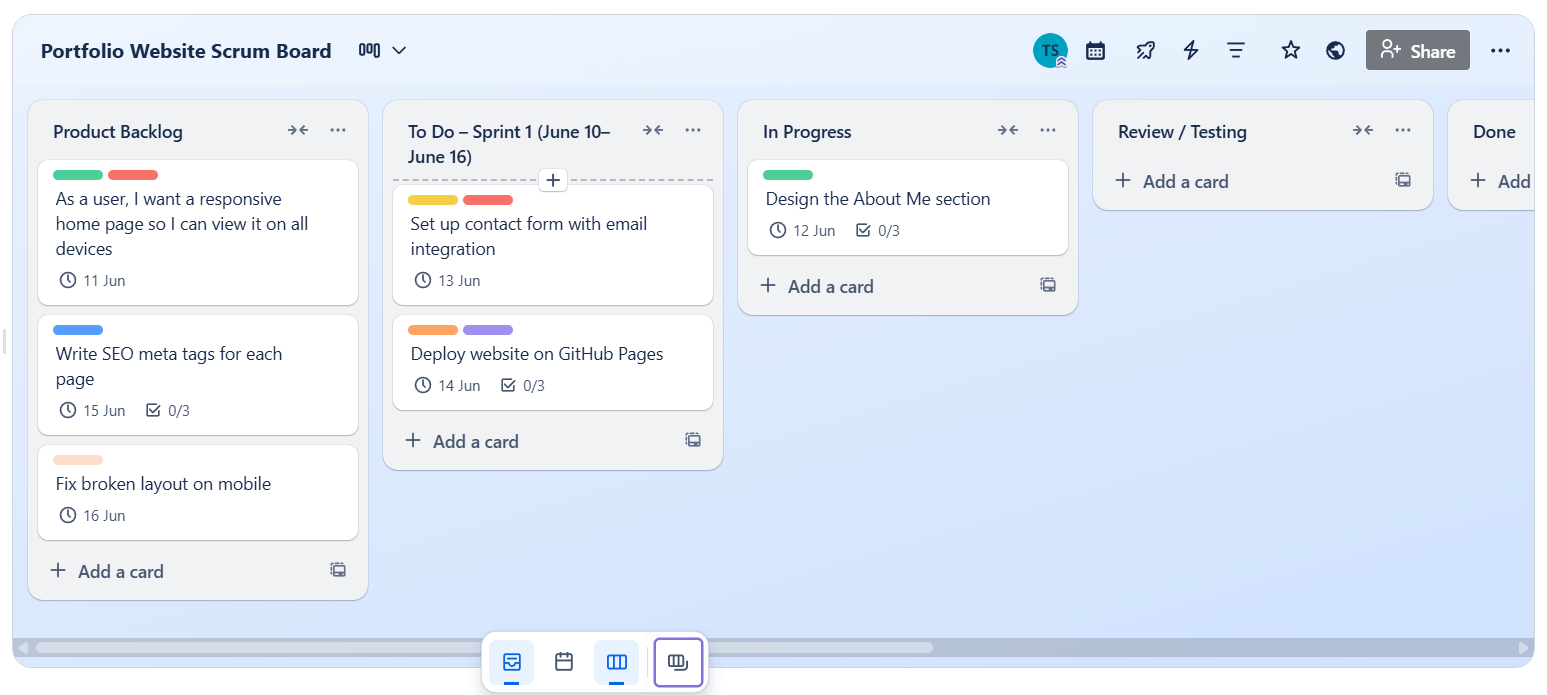 Portfolio Website Scrum Board
TS
Share
Product Backlog
As a user, I want a responsive
home page so I can view it on all
devices
11 Jun
Write SEO meta tags for each
page
15 Jun
0/3
Fix broken layout on mobile
16 Jun
Add a card
To Do – Sprint 1 (June 10–
June 16)
Set up contact form with email
integration
13 Jun
Deploy website on GitHub Pages
14 Jun
0/3
Add a card
In Progress
Design the About Me section
12 Jun
0/3
Add a card
Review / Testing
Add a card
Done
Add